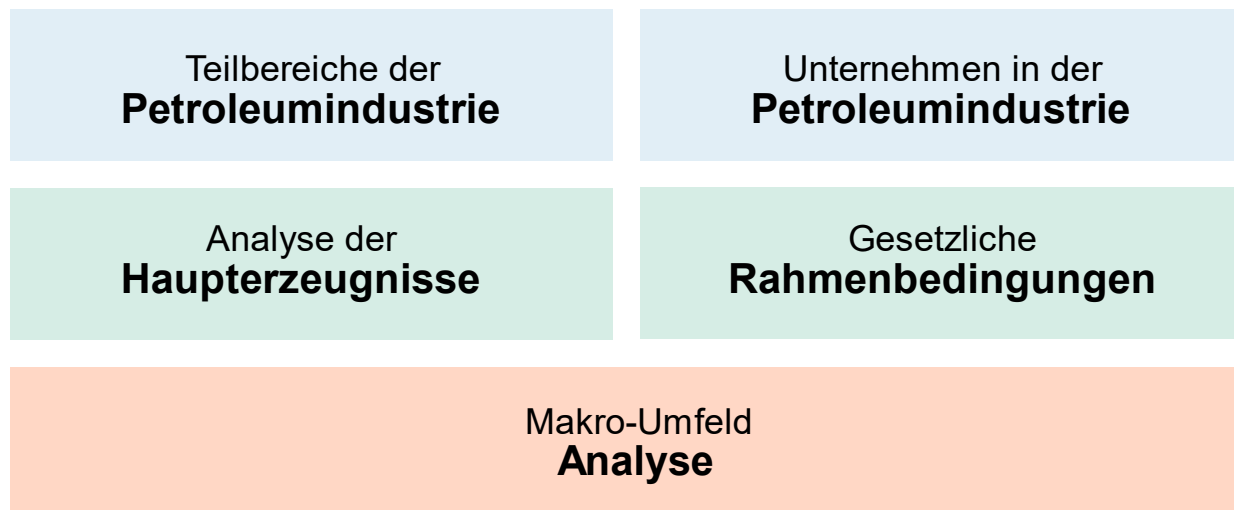 Teilbereiche der
Petroleumindustrie
Unternehmen in der
Petroleumindustrie
Analyse der
Haupterzeugnisse
Gesetzliche
Rahmenbedingungen
Makro-Umfeld
Analyse